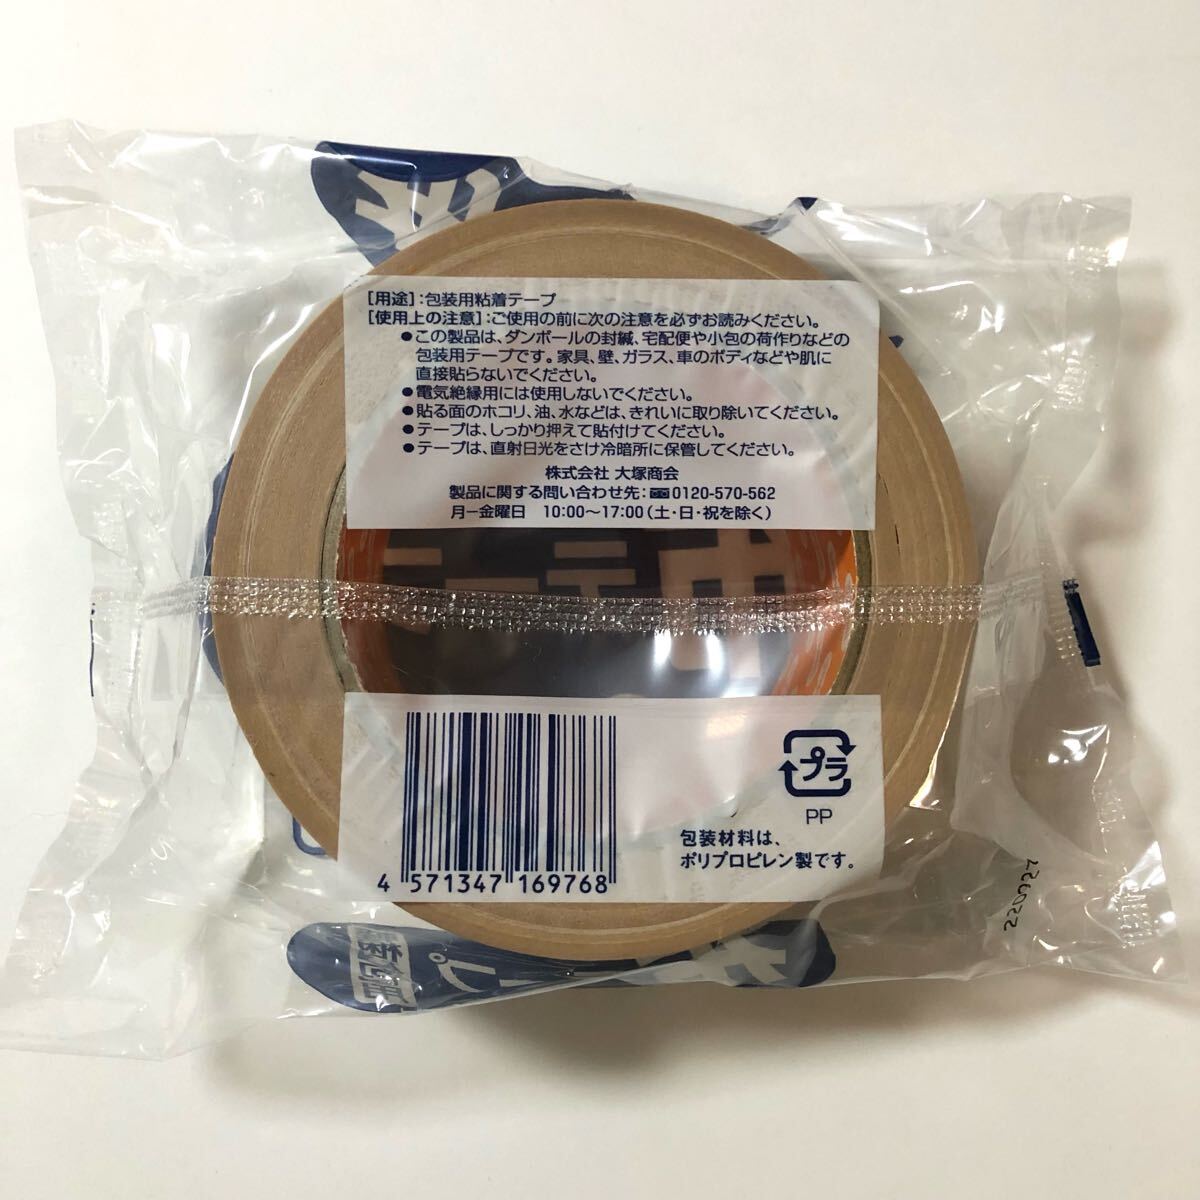 [用途]:包装用粘着テープ
[使用上の注意]:ご使用の前に次の注意を必ずお読みください。
●この製品は、ダンボールの封緘、宅配便や小包の荷作りなどの
包装用テープです。家具、壁、ガラス、車のボディなどや肌に
直接貼らないでください。
●電気絶縁用には使用しないでください。
●貼る面のホコリ、油、水などは、きれいに取り除いてください。
●テープは、しっかり押えて貼付けてください。
●テープは、直射日光をさけ冷暗所に保管してください。
株式会社 大塚商会
製品に関する問い合わせ先:0120-570-562
月ー金曜日 10:00〜17:00(土・日・祝を除く)
4 571347 169768
プラ
PP
包装材料は、
ポリプロピレン製です。